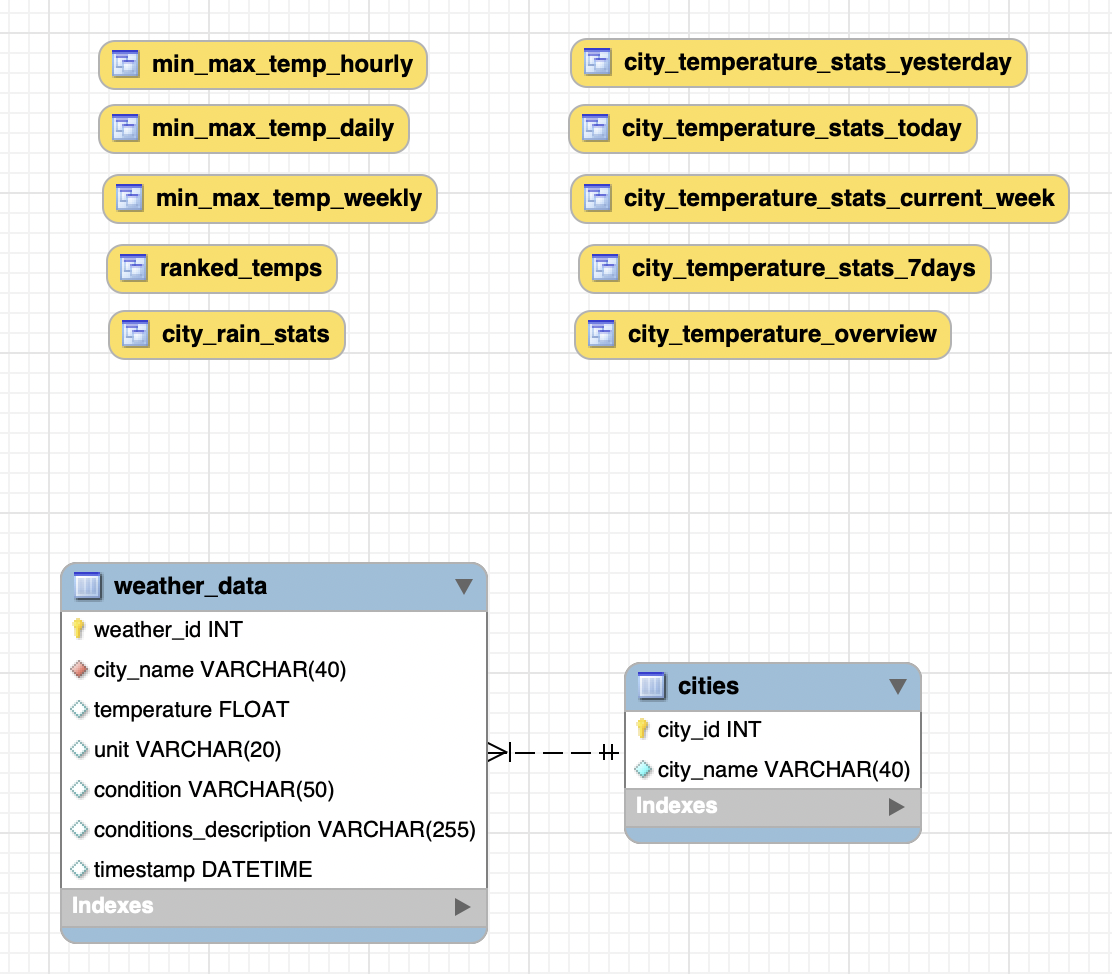 min_max_temp_hourly
min_max_temp_daily
min_max_temp_weekly
ranked_temps
city_rain_stats
city_temperature_stats_yesterday
city_temperature_stats_today
city_temperature_stats_current_week
city_temperature_stats_7days
city_temperature_overview
weather_data
weather_id INT
city_name VARCHAR(40)
temperature FLOAT
unit VARCHAR(20)
condition VARCHAR(50)
conditions_description VARCHAR(255)
timestamp DATETIME
Indexes
cities
city_id INT
city_name VARCHAR(40)
Indexes